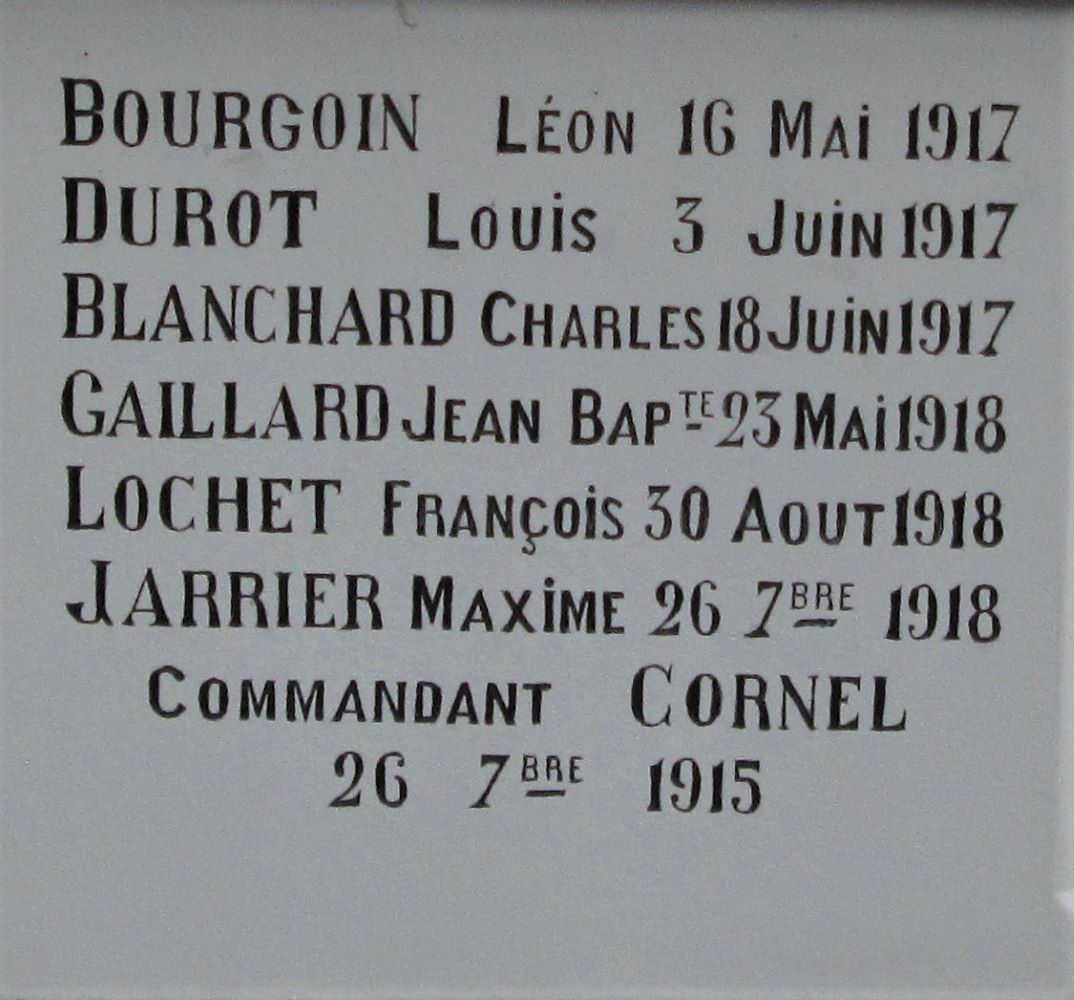 BOURGOIN LÉON 16 MAi 1917
DUROT LOUiS 3 JUiN 1917
BLANCHARD CHARLES 18 JUiN 1917
GAILLARD JEAN BAPTE 23 MAi 1918
LOCHET FRANÇOiS 30 AOUT 1918
JARRIER MAXiME 26 7BRE 1918
COMMANDANT CORNEL
26 7BRE 1915